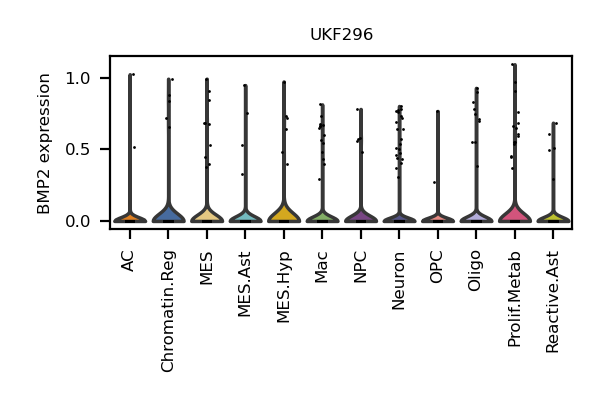 UKF296
BMP2 expression
1.0
0.5
0.0
AC
Chromatin.Reg
MES
MES.Ast
MES.Hyp
Mac
NPC
Neuron
OPC
Oligo
Prolif.Metab
Reactive.Ast